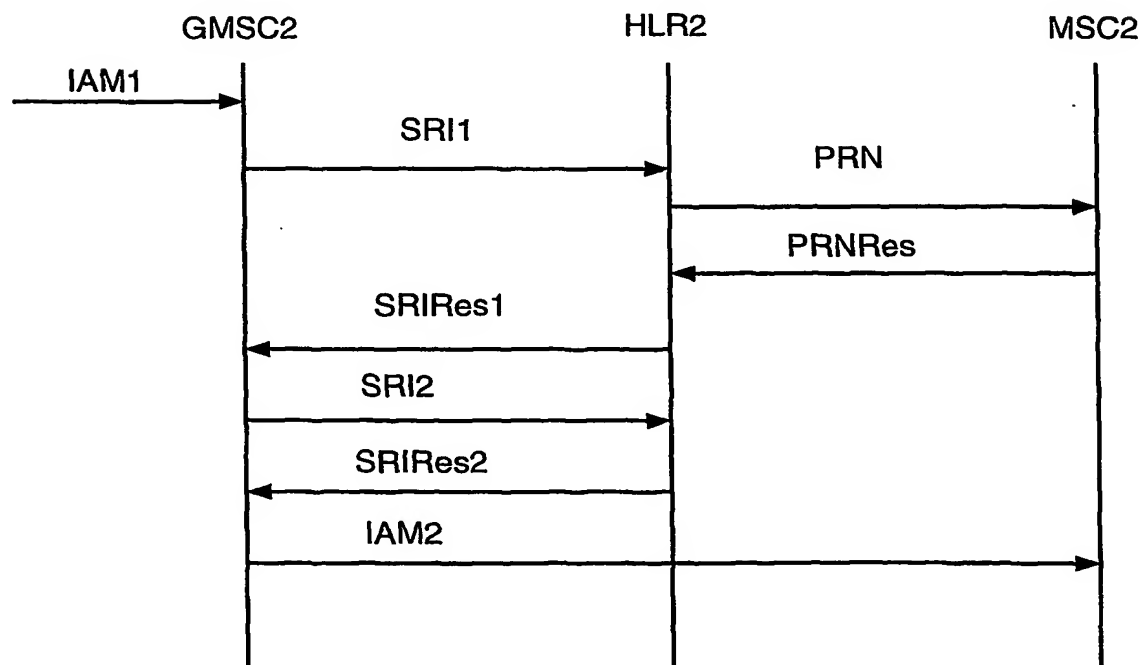 GMSC2
HLR2
MSC2
IAM1
SRI1
PRN
PRNRes
SRIRes1
SRI2
SRIRes2
IAM2